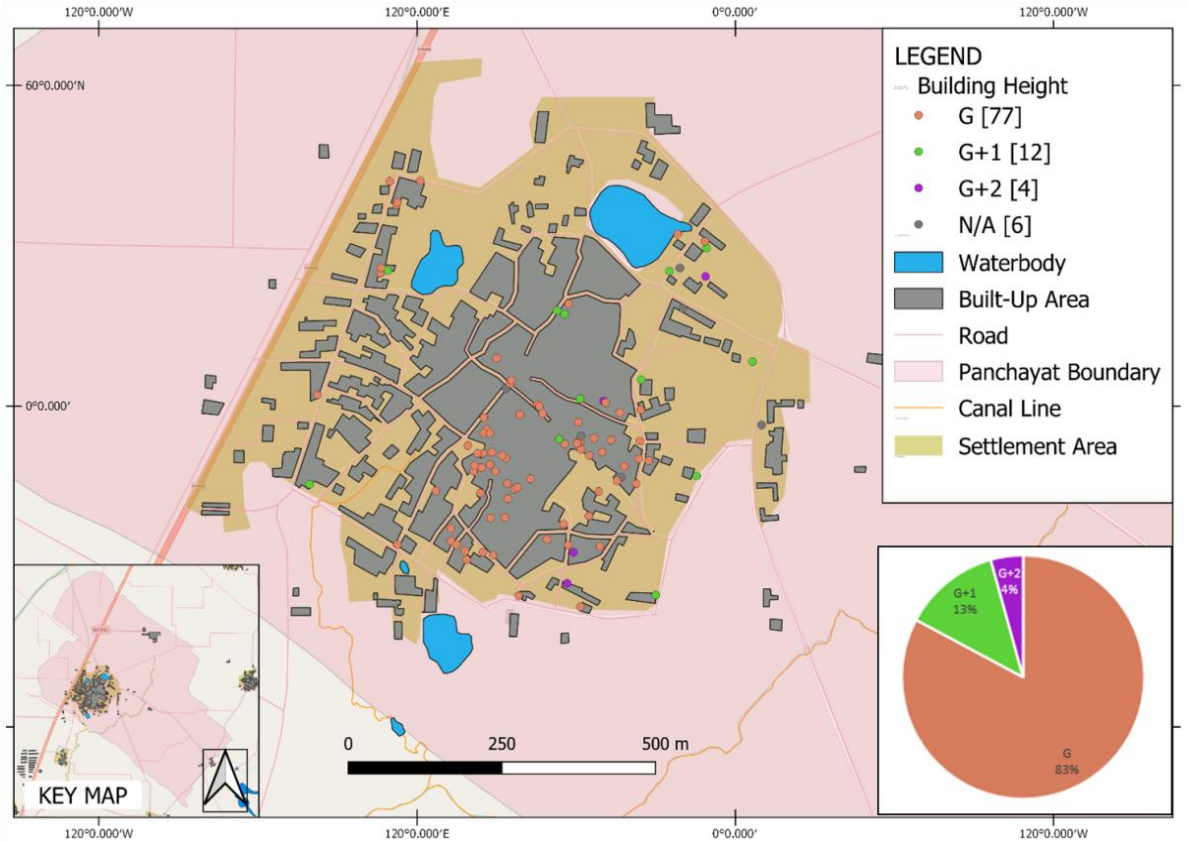 120°0.000'W
120°0.000'E
0°0.000'
120°0.000'W
60°0.000'N
0°0.000'
LEGEND
Building Height
G [77]
G+1 [12]
G+2 [4]
N/A [6]
Waterbody
Built-Up Area
Road
Panchayat Boundary
Canal Line
Settlement Area
G+2
4%
G+1
13%
G
83%
0 250 500 m
KEY MAP
120°0.000'W
120°0.000'E
0°0.000'
120°0.000'W